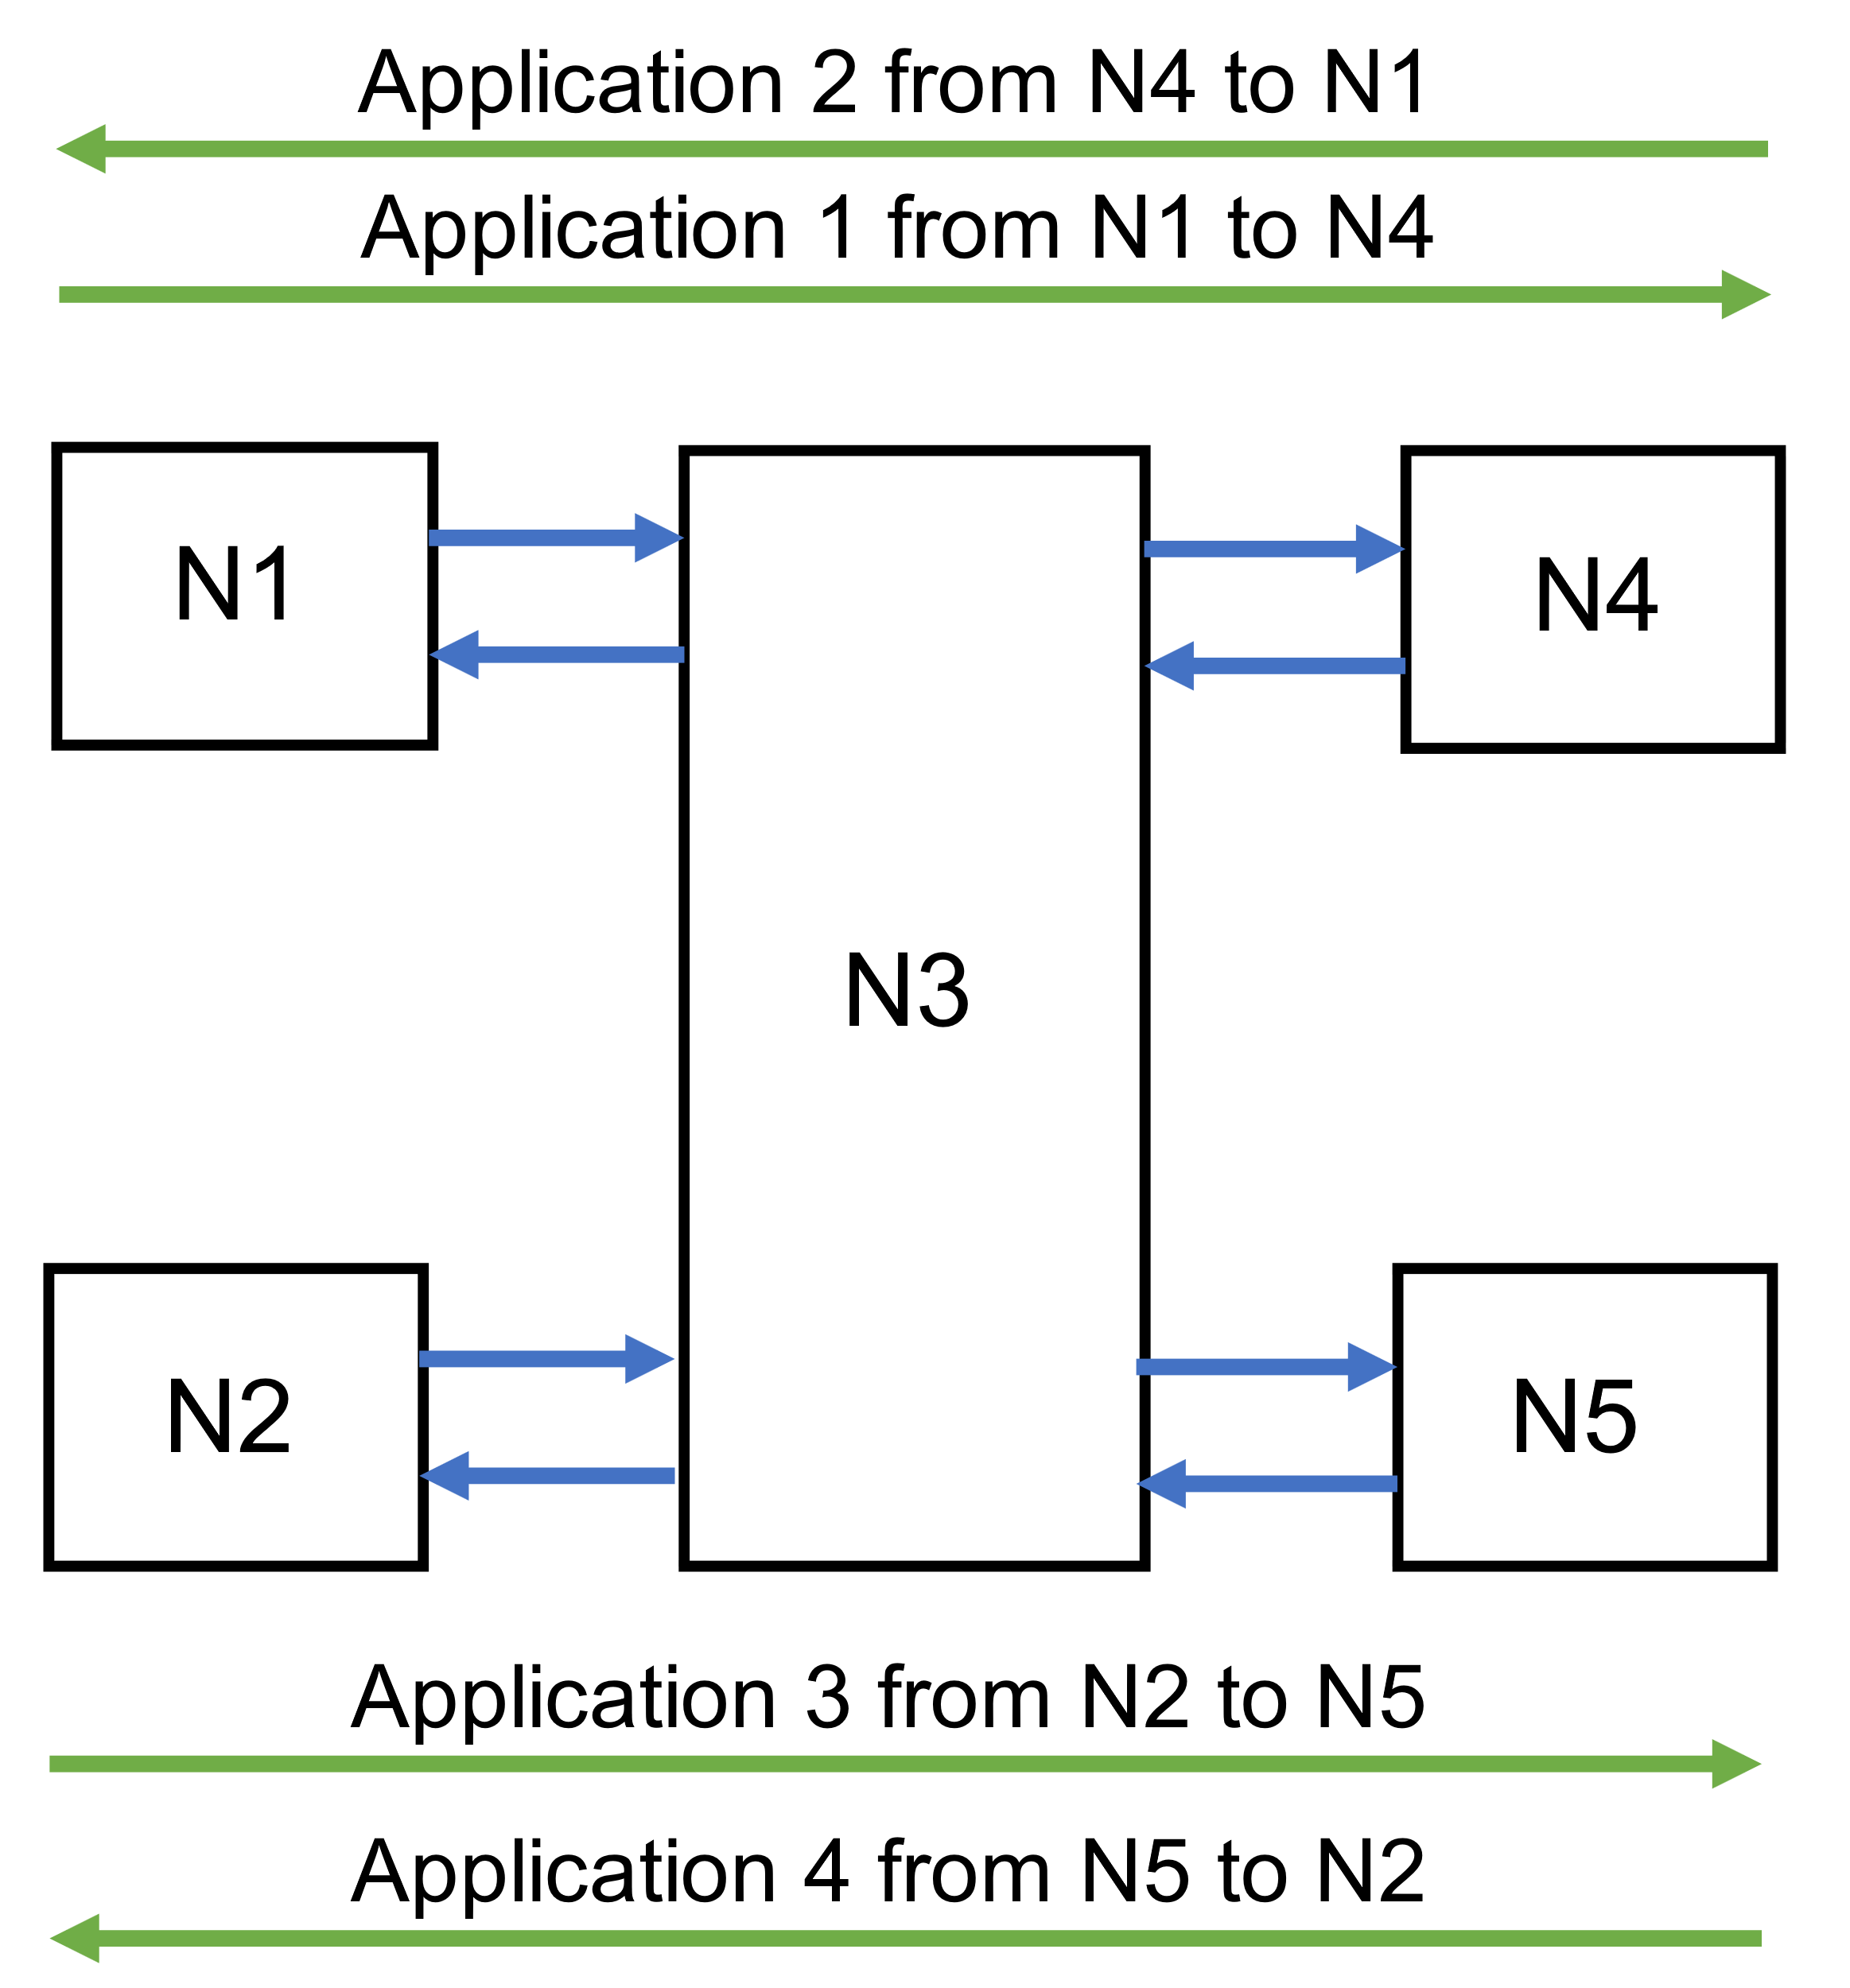 Application 2 from N4 to N1
Application 1 from N1 to N4
N1
N4
N3
N2
N5
Application 3 from N2 to N5
Application 4 from N5 to N2